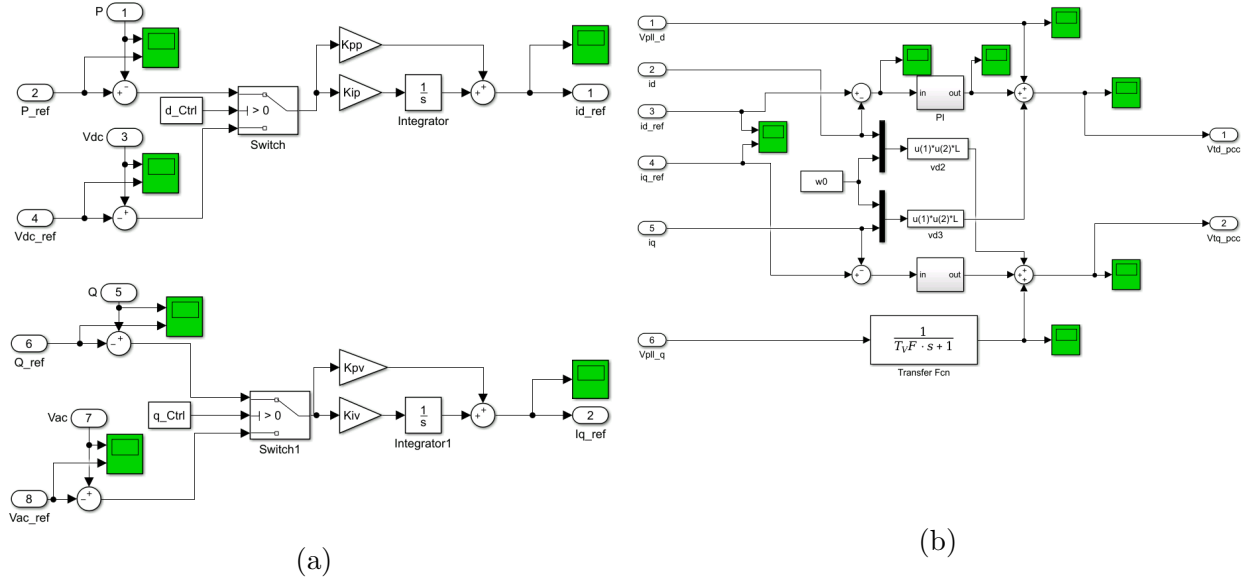 P
1
2
P_ref
− +
d_Ctrl
> 0
Switch
Kpp
Kip
1
s
Integrator
+ +
1
id_ref
Vdc
3
4
Vdc_ref
− +
Q
5
6
Q_ref
− +
q_Ctrl
> 0
Switch1
Kpv
Kiv
1
s
Integrator1
+ +
2
Iq_ref
Vac
7
8
Vac_ref
− +
(a)
1
Vpll_d
2
id
3
id_ref
4
iq_ref
5
iq
6
Vpll_q
+ −
in out
PI
+ + +
1
Vtd_pcc
w0
u(1)*u(2)*L
vd2
u(1)*u(2)*L
vd3
+ −
in out
+ + +
2
Vtq_pcc
1
TVF · s + 1
Transfer Fcn
(b)